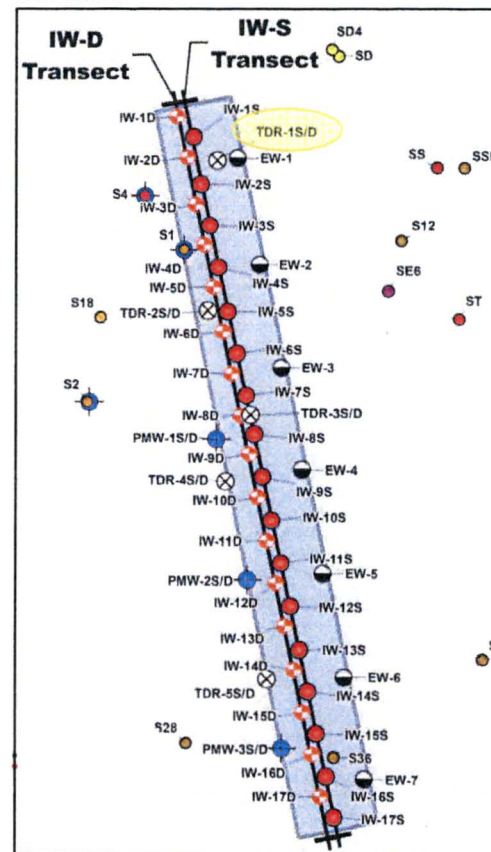 IW-D
Transect
IW-S
Transect
SD4
SD
IW-1S
IW-1D
TDR-1S/D
IW-2D
EW-1
SS
IW-2S
S4
IW-3D
S1
IW-3S
S12
IW-4D
EW-2
IW-4S
SE6
IW-5D
S18
TDR-2S/D
IW-5S
ST
IW-6D
IW-6S
EW-3
IW-7D
S2
IW-7S
IW-8D
TDR-3S/D
PMW-1S/D
IW-8S
IW-9D
EW-4
TDR-4S/D
IW-9S
IW-10D
IW-10S
IW-11D
IW-11S
EW-5
PMW-2S/D
IW-12D
IW-12S
IW-13D
IW-13S
IW-14D
EW-6
TDR-5S/D
IW-14S
IW-15D
IW-15S
S28
PMW-3S/D
S36
IW-16D
EW-7
IW-16S
IW-17D
IW-17S